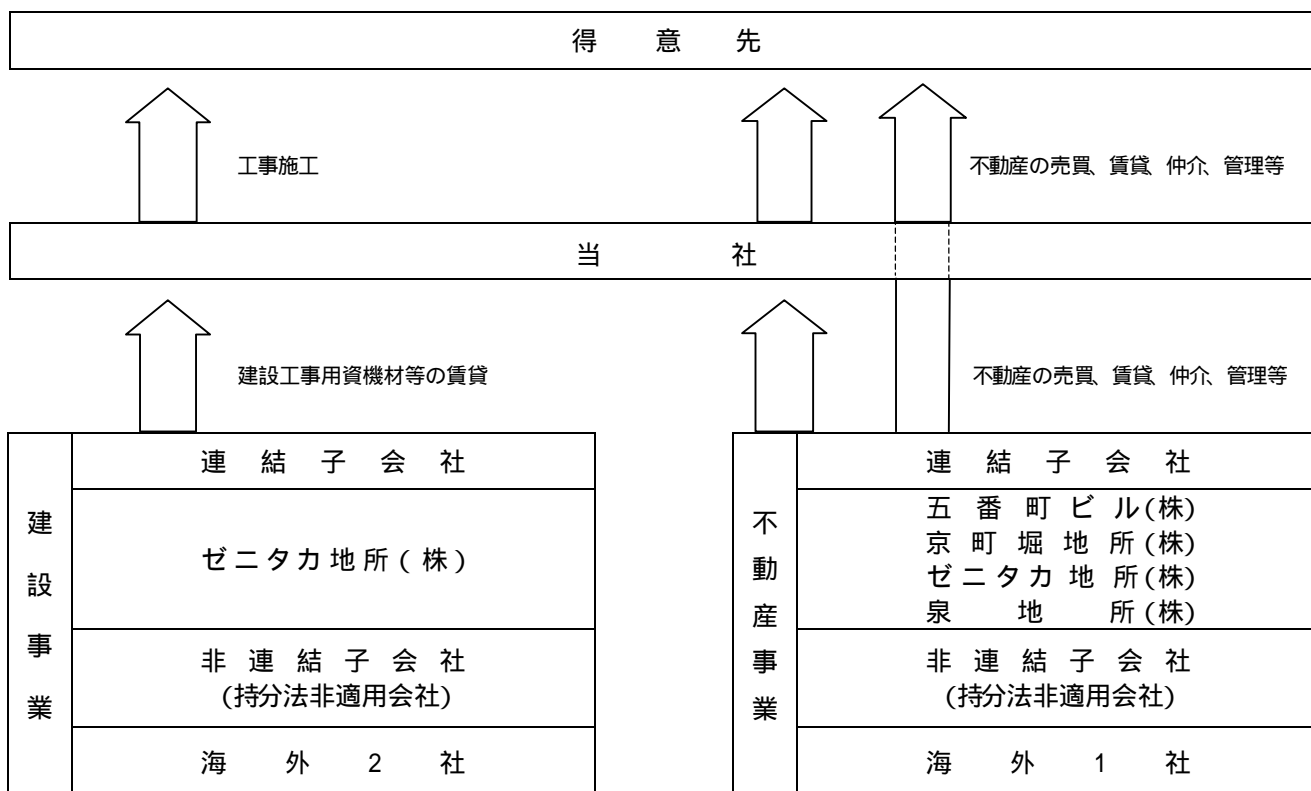 得意先
工事施工
不動産の売買、賃貸、仲介、管理等
当社
建設工事用資機材等の賃貸
不動産の売買、賃貸、仲介、管理等
建設事業
連結子会社
ゼニタカ地所(株)
非連結子会社
(持分法非適用会社)
海外2社
不動産事業
連結子会社
五番町ビル(株)
京町堀地所(株)
ゼニタカ地所(株)
泉地所(株)
非連結子会社
(持分法非適用会社)
海外1社